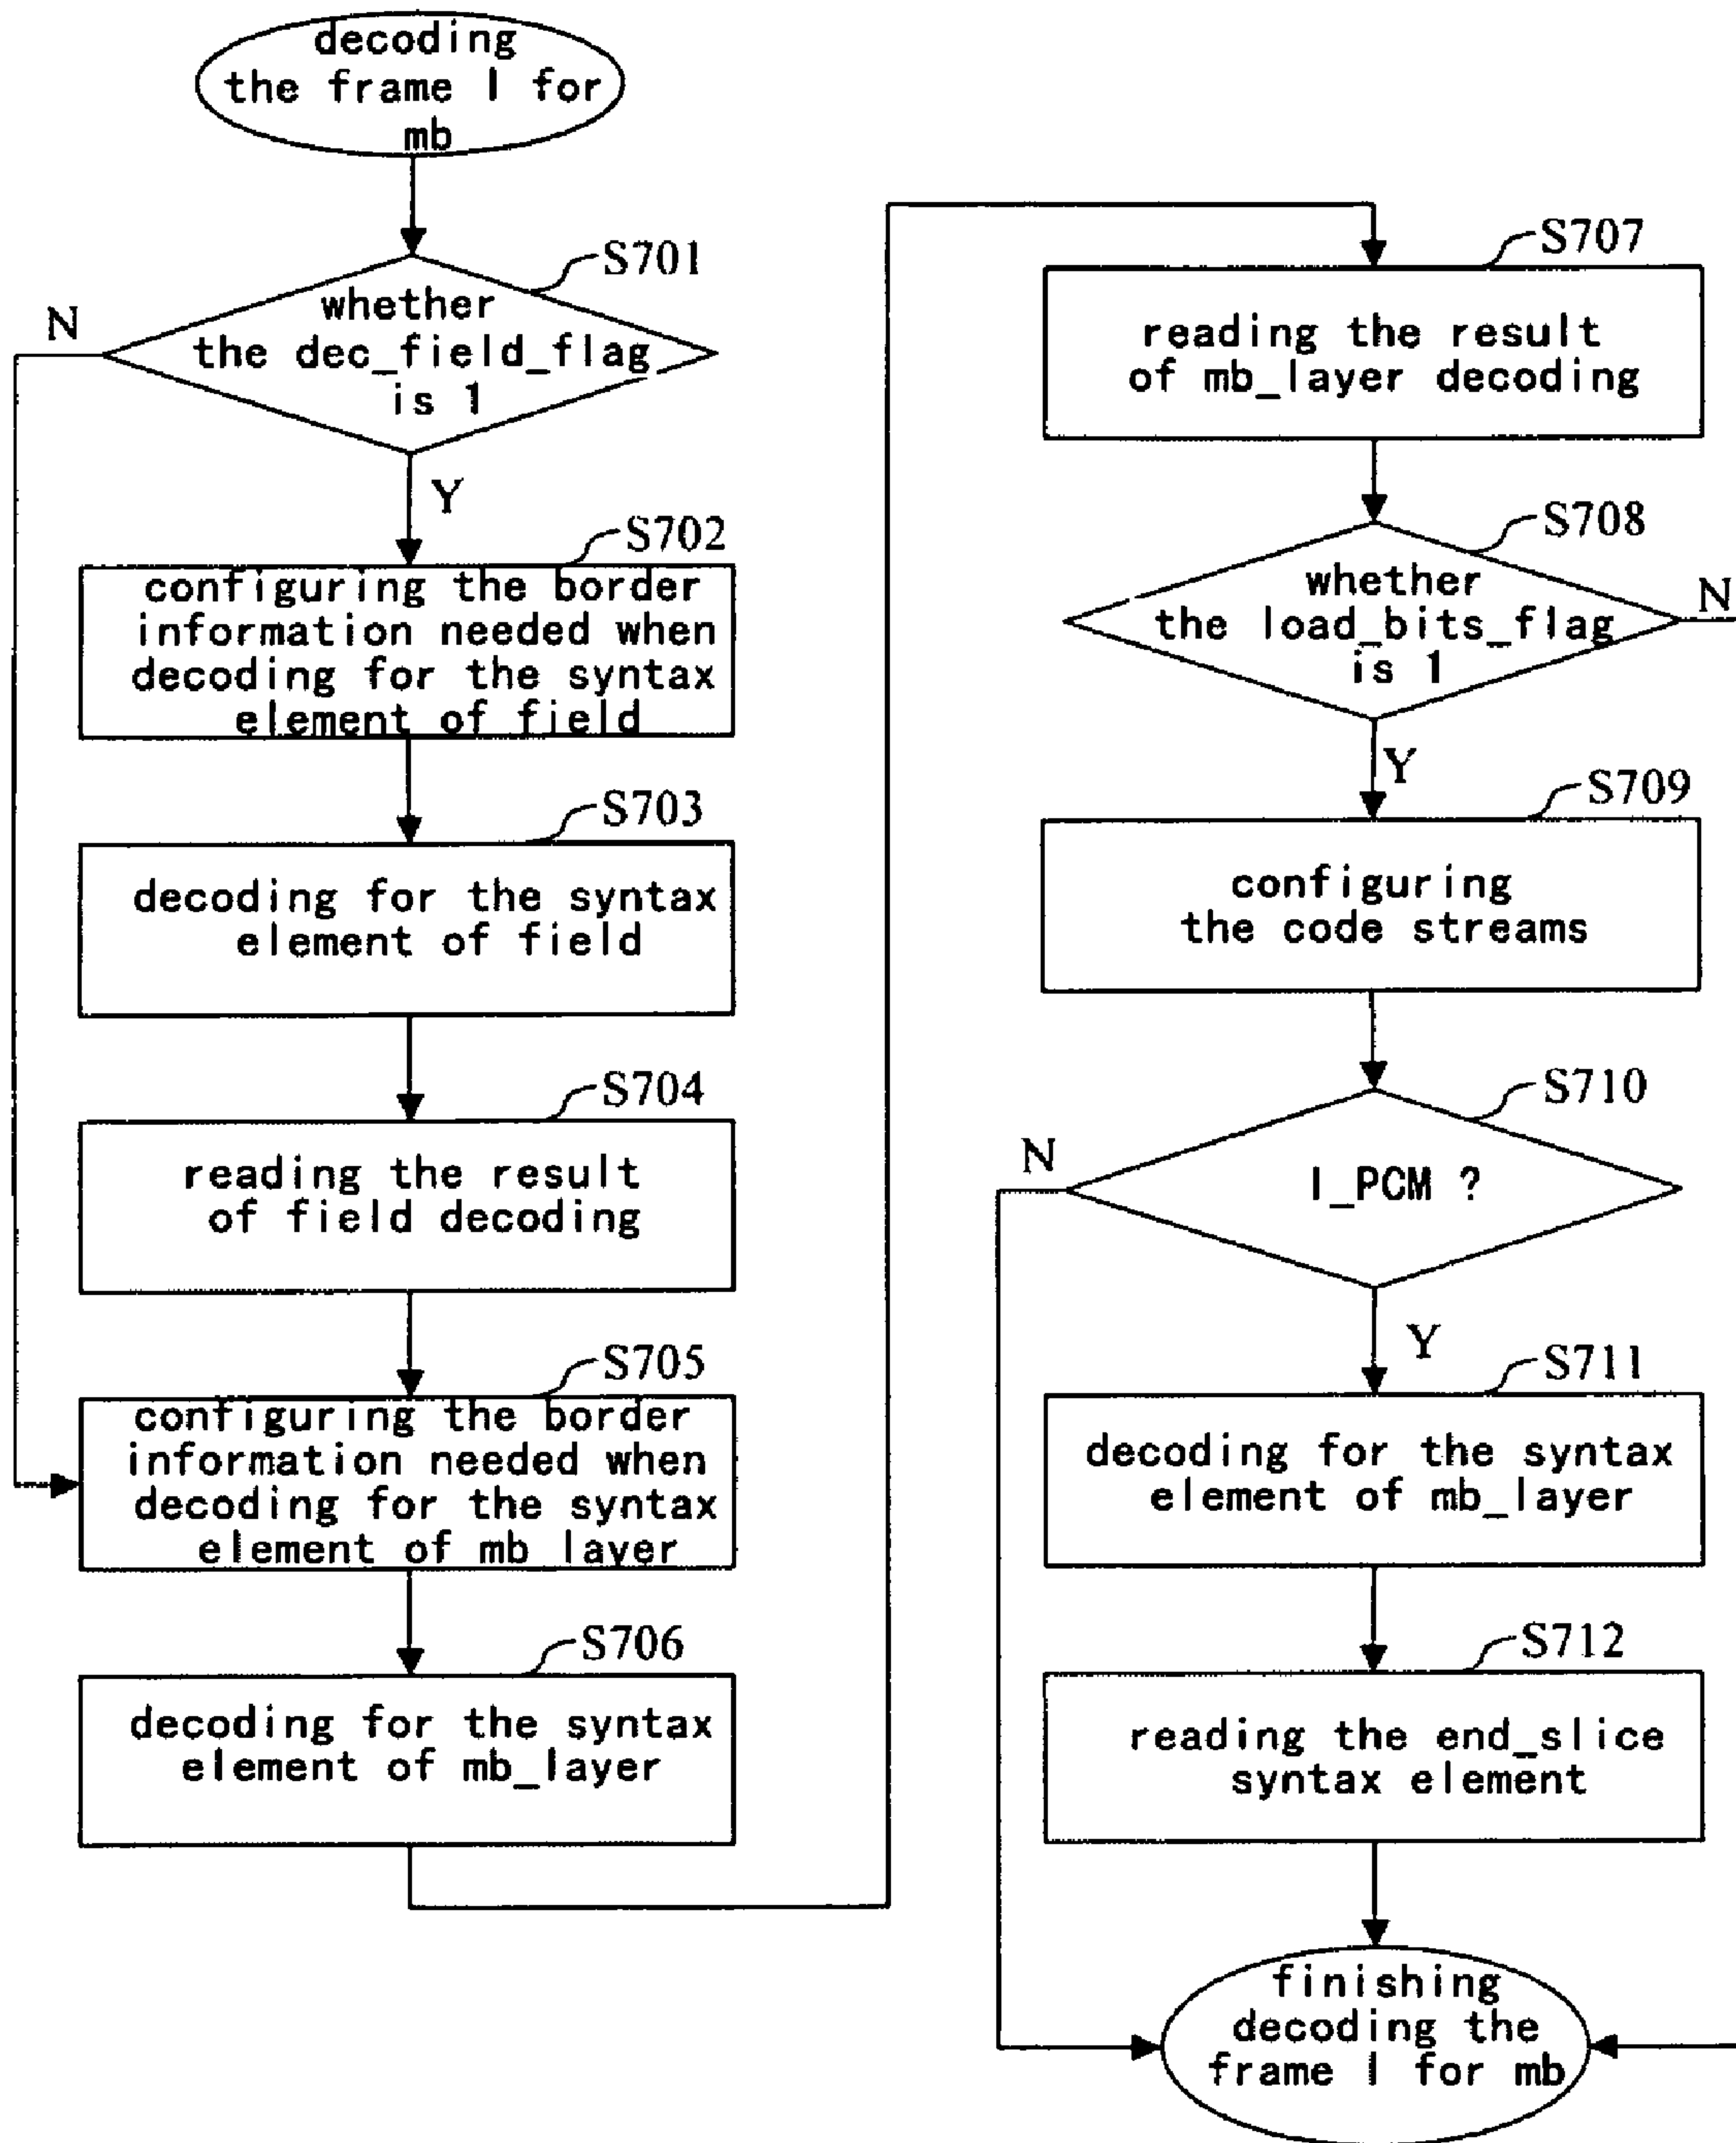 decoding
the frame I for
mb
S701
N
whether
the dec_field_flag
is 1
Y
S702
configuring the border
information needed when
decoding for the syntax
element of field
S703
decoding for the syntax
element of field
S704
reading the result
of field decoding
S705
configuring the border
information needed when
decoding for the syntax
element of mb layer
S706
decoding for the syntax
element of mb_layer
S707
reading the result
of mb_layer decoding
S708
whether
the load_bits_flag
is 1
N
Y
S709
configuring
the code streams
S710
N
I_PCM ?
Y
S711
decoding for the syntax
element of mb_layer
S712
reading the end_slice
syntax element
finishing
decoding the
frame I for mb